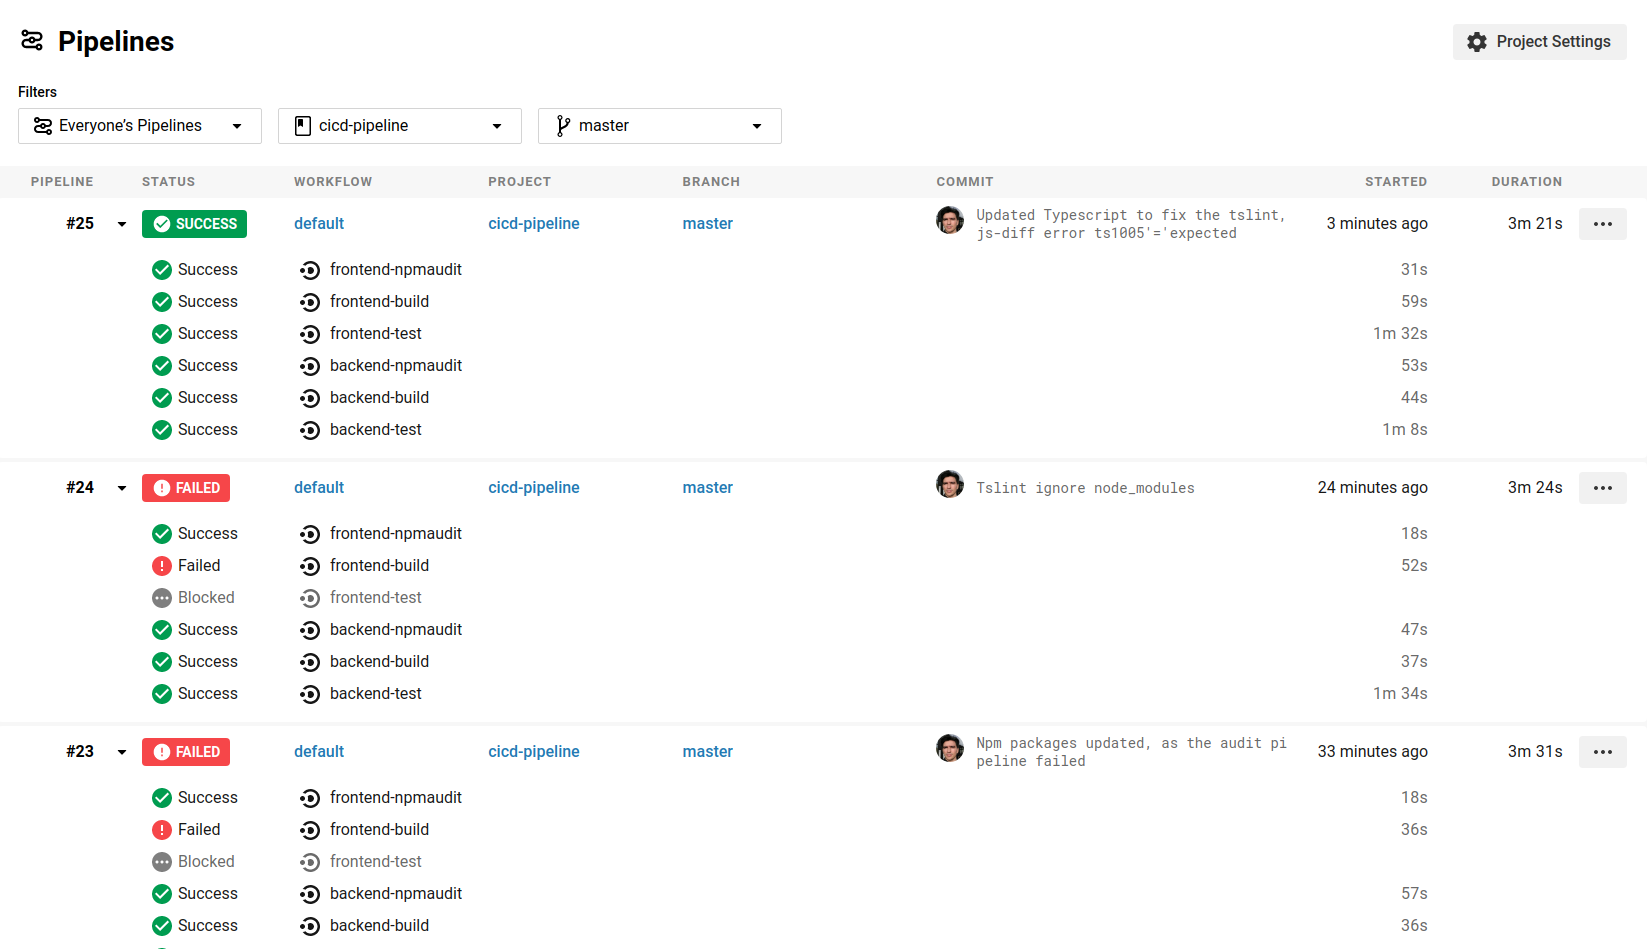 Pipelines
Project Settings
Filters
Everyone’s Pipelines
cicd-pipeline
master
PIPELINE STATUS WORKFLOW PROJECT BRANCH COMMIT STARTED DURATION
#25 SUCCESS default cicd-pipeline master Updated Typescript to fix the tslint, 3 minutes ago 3m 21s
js-diff error ts1005'='expected
Success frontend-npmaudit 31s
Success frontend-build 59s
Success frontend-test 1m 32s
Success backend-npmaudit 53s
Success backend-build 44s
Success backend-test 1m 8s
#24 FAILED default cicd-pipeline master Tslint ignore node_modules 24 minutes ago 3m 24s
Success frontend-npmaudit 18s
Failed frontend-build 52s
Blocked frontend-test
Success backend-npmaudit 47s
Success backend-build 37s
Success backend-test 1m 34s
#23 FAILED default cicd-pipeline master Npm packages updated, as the audit pi 33 minutes ago 3m 31s
peline failed
Success frontend-npmaudit 18s
Failed frontend-build 36s
Blocked frontend-test
Success backend-npmaudit 57s
Success backend-build 36s